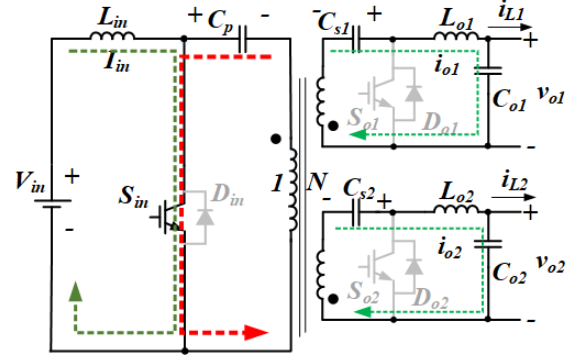 L_in
+ C_p -
I_in
V_in
+
-
S_in
D_in
1
N
- C_s1 +
L_o1
i_L1
+
i_o1
C_o1
v_o1
S_o1
D_o1
-
- C_s2 +
L_o2
i_L2
+
i_o2
C_o2
v_o2
S_o2
D_o2
-